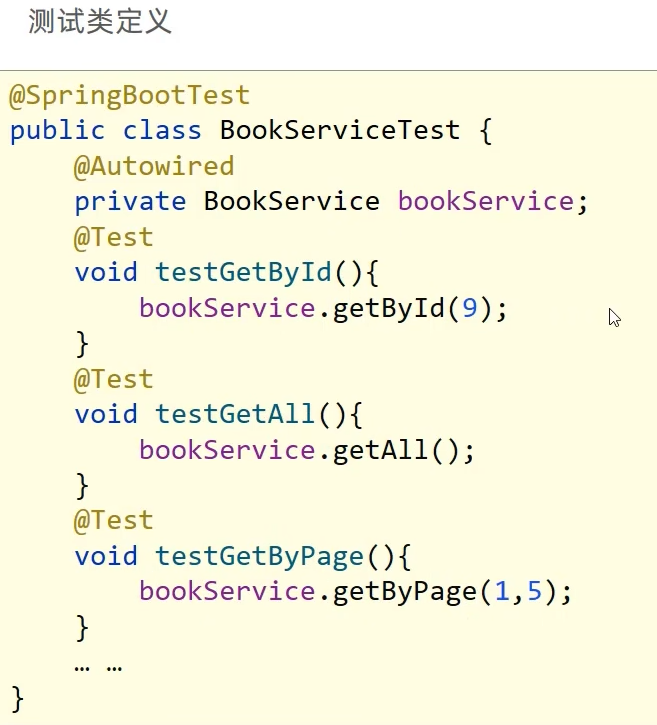 测试类定义
@SpringBootTest
public class BookServiceTest {
    @Autowired
    private BookService bookService;
    @Test
    void testGetById(){
        bookService.getById(9);
    }
    @Test
    void testGetAll(){
        bookService.getAll();
    }
    @Test
    void testGetByPage(){
        bookService.getByPage(1,5);
    }
    … …
}